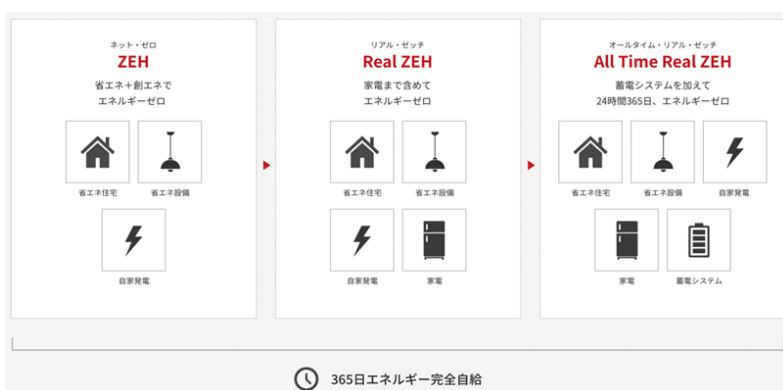 ネット・ゼロ
ZEH
省エネ＋創エネで
エネルギーゼロ
省エネ住宅
省エネ設備
自家発電
リアル・ゼッチ
Real ZEH
家電まで含めて
エネルギーゼロ
省エネ住宅
省エネ設備
自家発電
家電
オールタイム・リアル・ゼッチ
All Time Real ZEH
蓄電システムを加えて
24時間365日、エネルギーゼロ
省エネ住宅
省エネ設備
自家発電
家電
蓄電システム
365日エネルギー完全自給